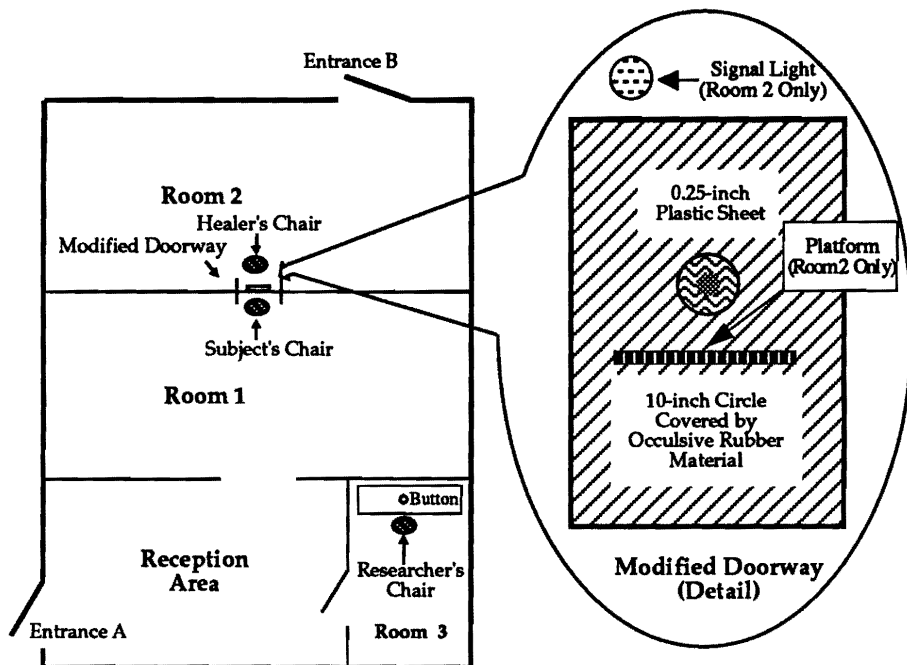 Entrance B
Room 2
Healer's Chair
Modified Doorway
Subject's Chair
Room 1
Button
Reception
Area
Researcher's
Chair
Entrance A
Room 3
Signal Light
(Room 2 Only)
0.25-inch
Plastic Sheet
Platform
(Room2 Only)
10-inch Circle
Covered by
Occulsive Rubber
Material
Modified Doorway
(Detail)